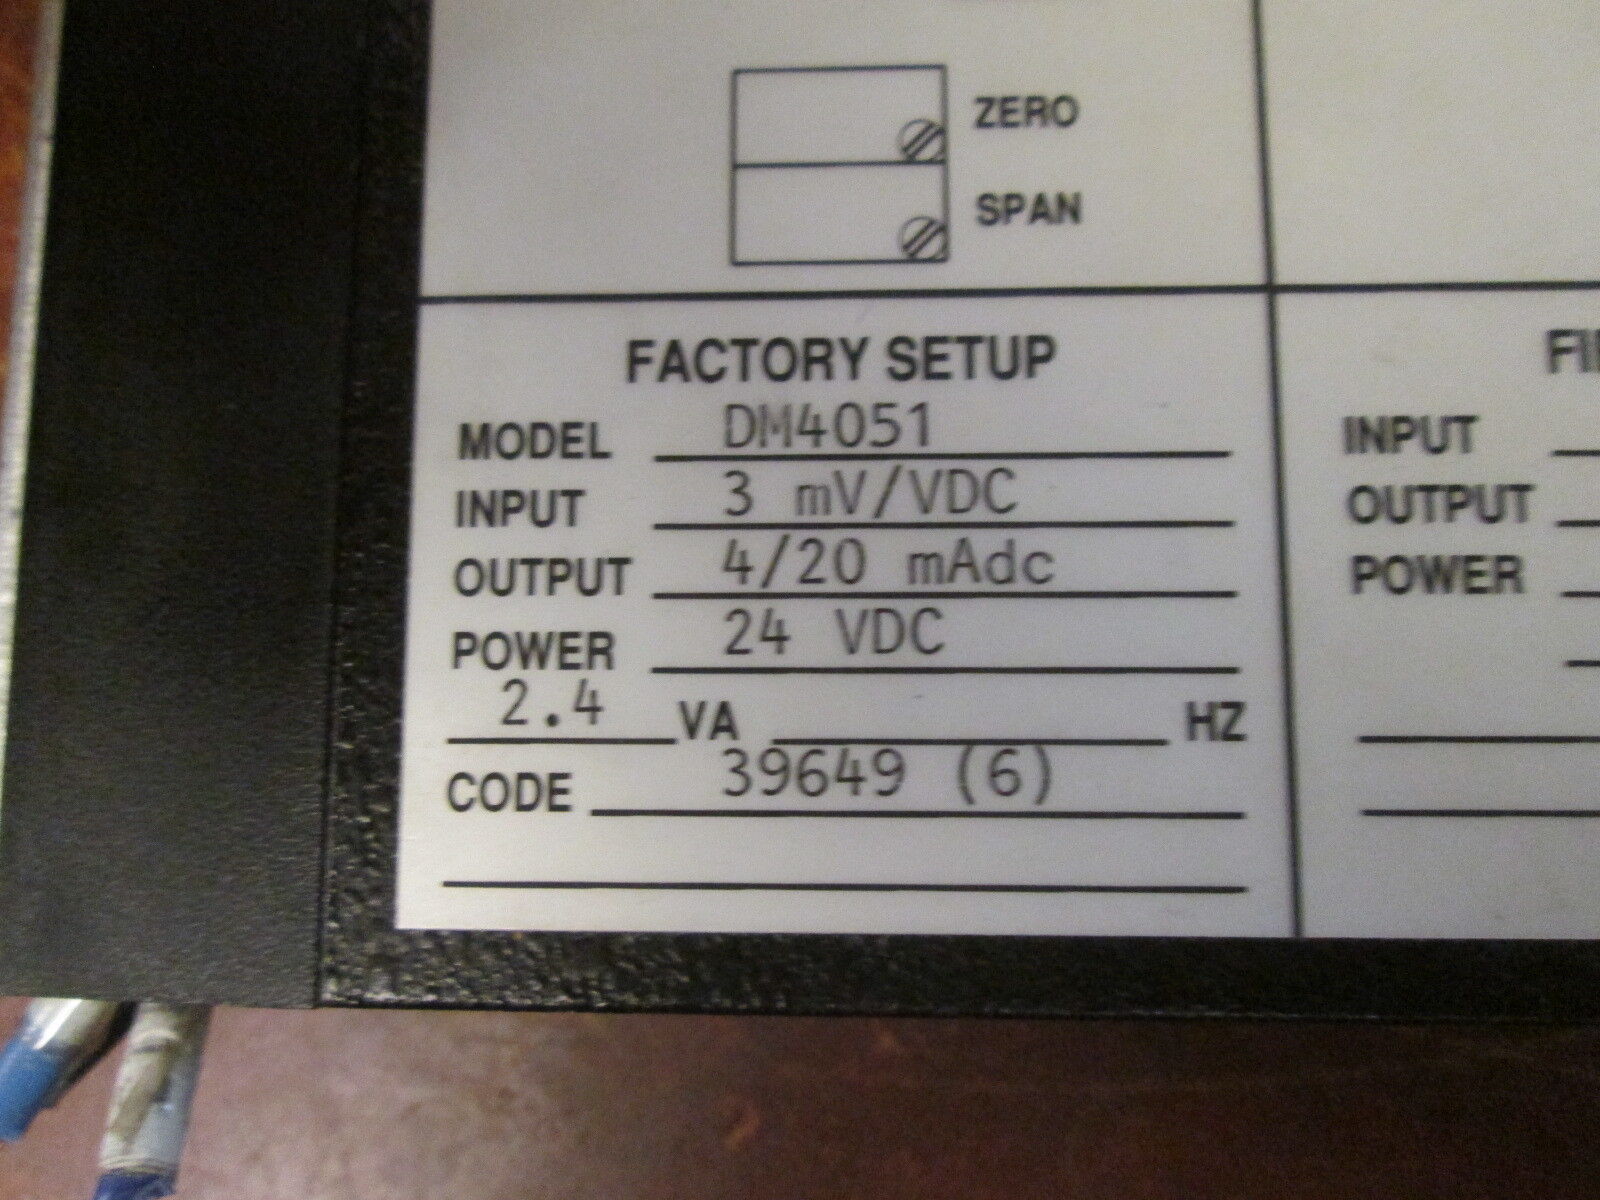 ZERO
SPAN
FACTORY SETUP
MODEL DM4051
INPUT 3 mV/VDC
OUTPUT 4/20 mAdc
POWER 24 VDC
2.4 VA HZ
CODE 39649 (6)
INPUT
OUTPUT
POWER